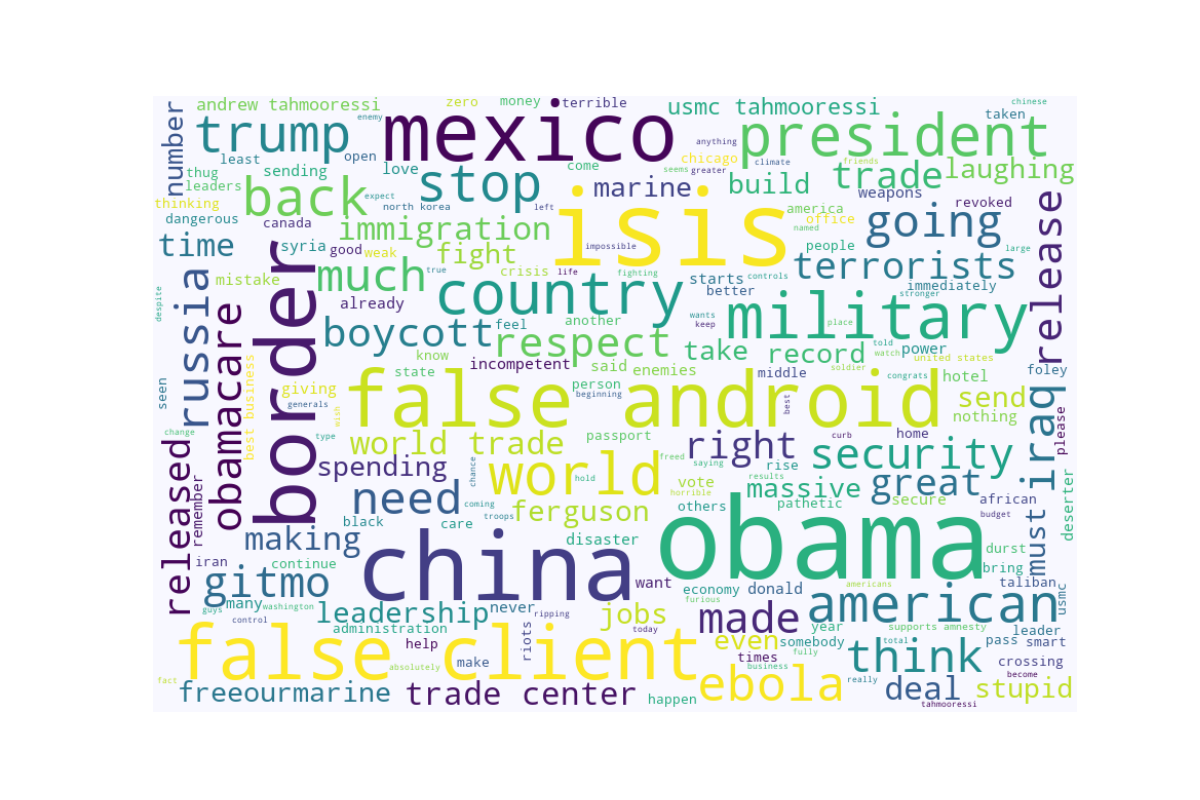 andrew tahmooressi
zero
money
terrible
usmc tahmooressi
chinese
number
enemy
trump
mexico
anything
president
taken
least
open
love
come
chicago
climate
friends
thug
sending
seems
greater
trade
laughing
leaders
back
expect
stop
marine
build
weapons
thinking
north korea
left
isis
america
office
going
revoked
dangerous
canada
immigration
named
release
time
syria
good
weak
fight
impossible
people
large
russia
mistake
border
much
true
crisis
life
fighting
starts
controls
terrorists
immediately
despite
already
country
better
military
stronger
obamacare
boycott
feel
another
wants
keep
place
told
power
know
respect
take
record
watch
united states
seen
best business
state
incompetent
said
enemies
middle
soldier
hotel
foley
giving
generals
wish
false android
person
beginning
best
congrats
send
iraq
nothing
please
change
released
type
world trade
passport
right
curb
home
spending
chance
world
freed
saying
rise
security
remember
need
hold
horrible
vote
results
massive
great
secure
african
deserter
black
coming
care
troops
ferguson
others
pathetic
budget
making
china
disaster
obama
durst
must
iran
continue
bring
gitmo
want
economy
donald
americans
taliban
usmc
guys
many
washington
leadership
never
ripping
jobs
furious
made
american
control
administration
riots
today
year
supports amnesty
leader
help
even
somebody
total
pass
smart
false client
absolutely
make
times
business
fully
think
crossing
fact
really
become
freeourmarine
trade center
happen
ebola
deal
stupid
tahmooressi